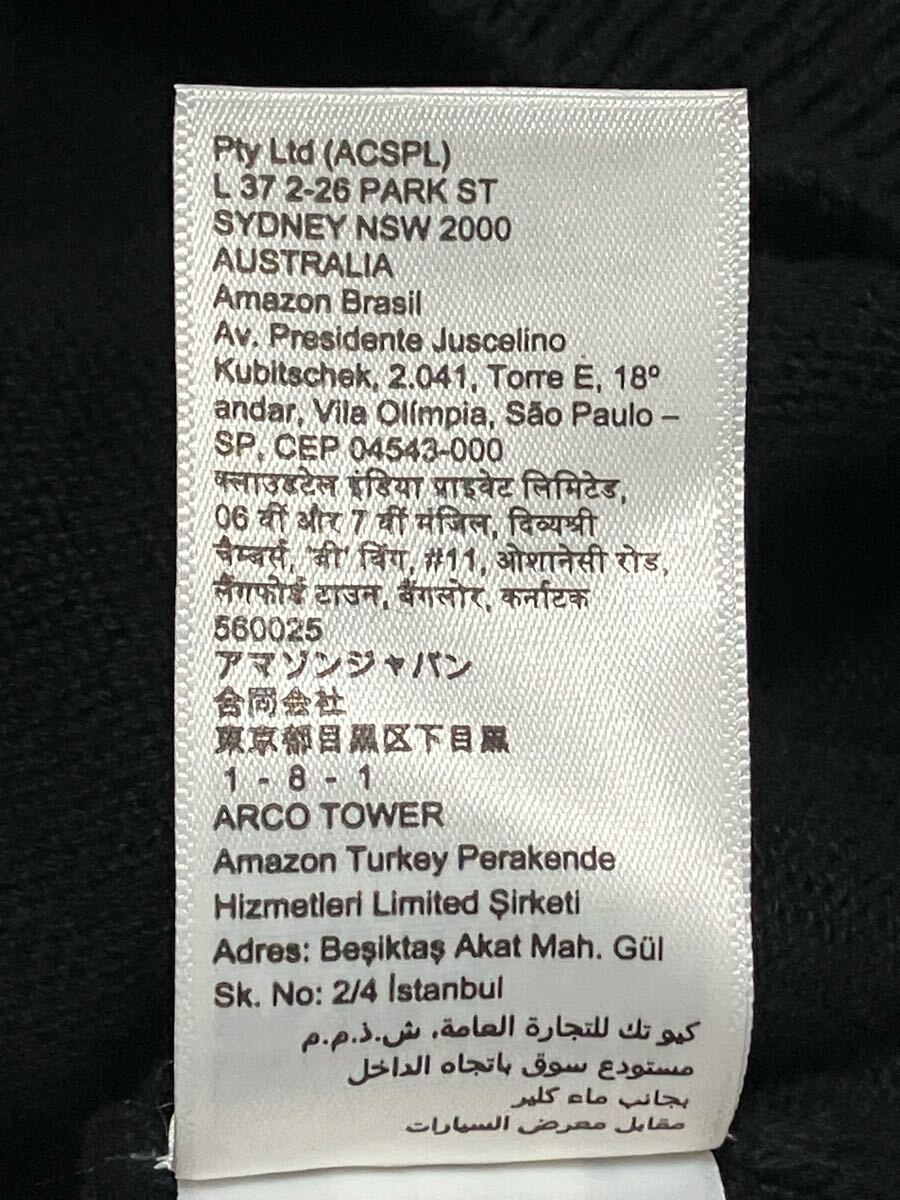 Pty Ltd (ACSPL)
L 37 2-26 PARK ST
SYDNEY NSW 2000
AUSTRALIA
Amazon Brasil
Av. Presidente Juscelino
Kubitschek, 2.041, Torre E, 18º
andar, Vila Olímpia, São Paulo –
SP, CEP 04543-000
क्लाउडटेल इंडिया प्राइवेट लिमिटेड,
06 वीं और 7 वीं मंजिल, दिव्यश्री
चैम्बर्स, 'बी' विंग, #11, ओशानेसी रोड,
लैंगफोर्ड टाउन, बैंगलोर, कर्नाटक
560025
アマゾンジャパン
合同会社
東京都目黒区下目黒
1 - 8 - 1
ARCO TOWER
Amazon Turkey Perakende
Hizmetleri Limited Şirketi
Adres: Beşiktaş Akat Mah. Gül
Sk. No: 2/4 İstanbul
كيو تك للتجارة العامة، ش.ذ.م.م
مستودع سوق باتجاه الداخل
بجانب ماء كلير
مقابل معرض السيارات